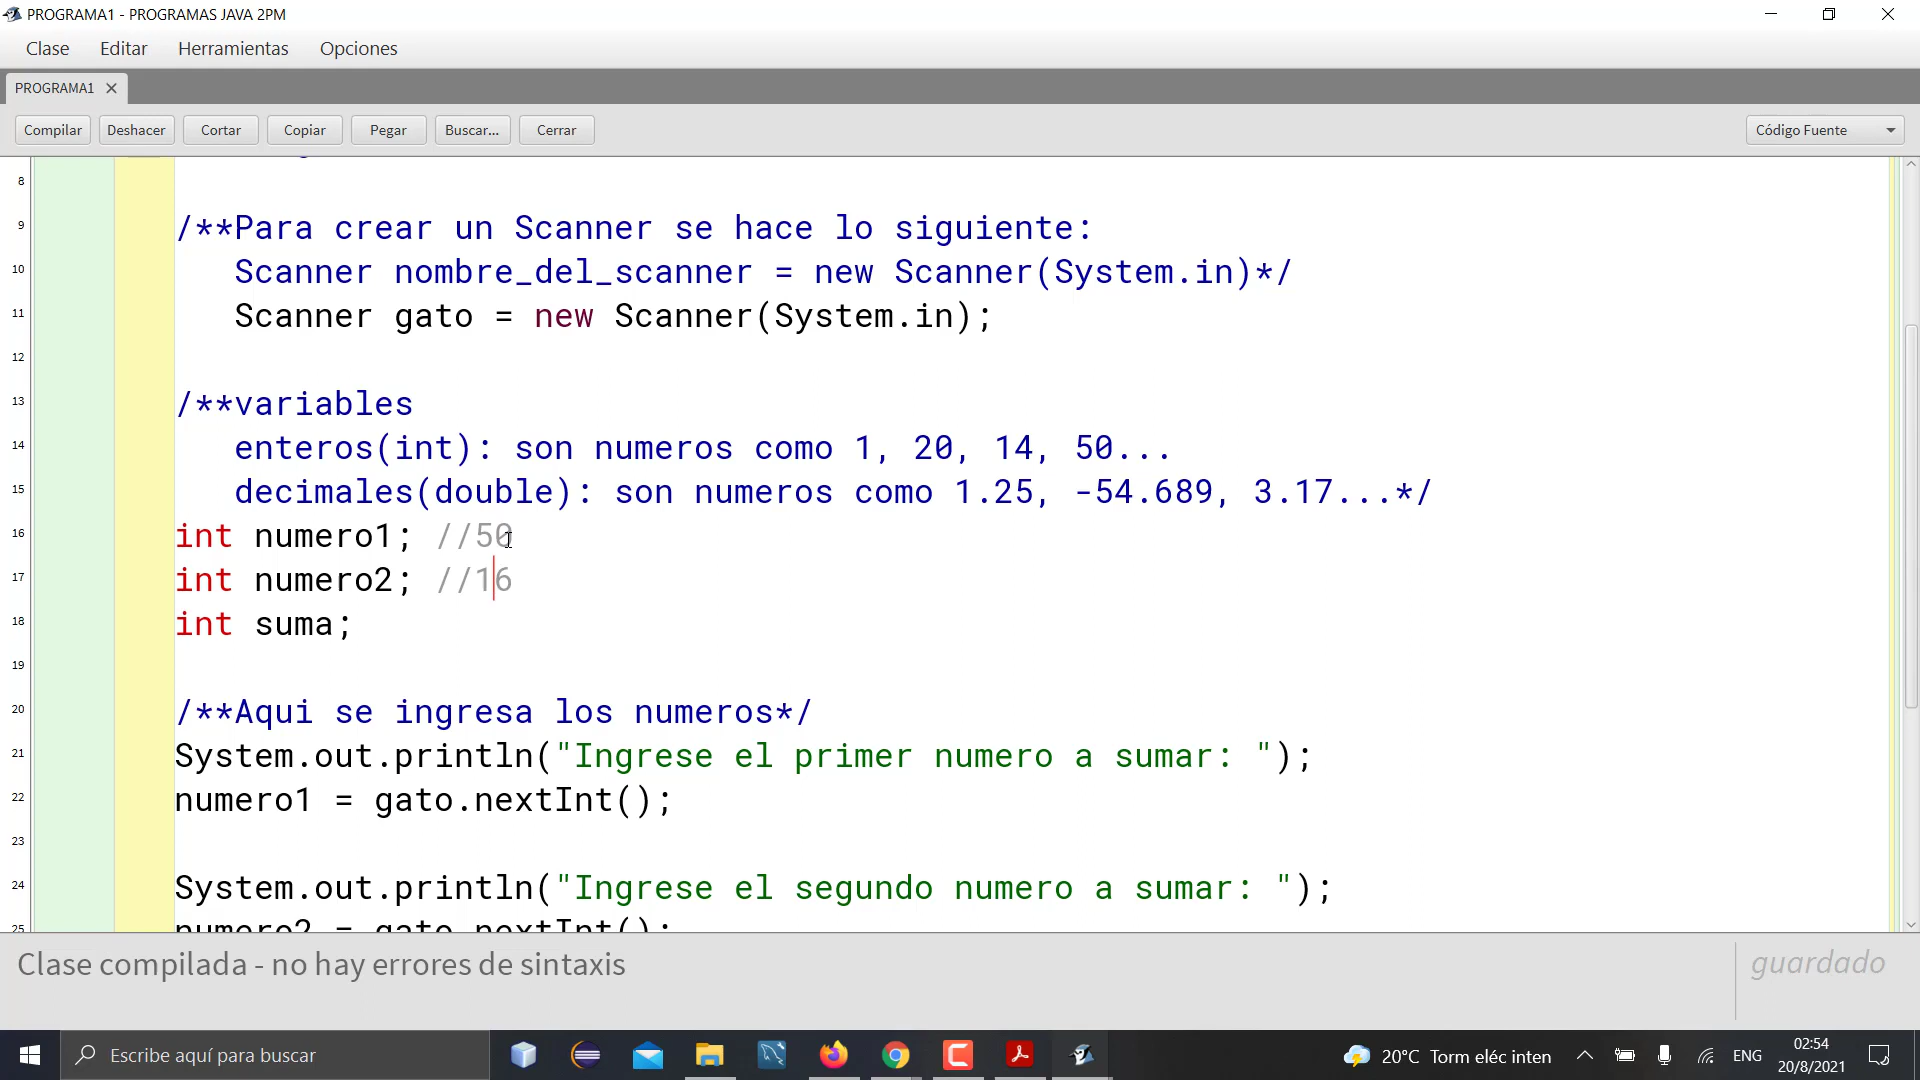 PROGRAMA1 - PROGRAMAS JAVA 2PM
Clase Editar Herramientas Opciones
PROGRAMA1
Compilar Deshacer Cortar Copiar Pegar Buscar... Cerrar Código Fuente
8
9 /**Para crear un Scanner se hace lo siguiente:
10 Scanner nombre_del_scanner = new Scanner(System.in)*/
11 Scanner gato = new Scanner(System.in);
12
13 /**variables
14 enteros(int): son numeros como 1, 20, 14, 50...
15 decimales(double): son numeros como 1.25, -54.689, 3.17...*/
16 int numero1; //50
17 int numero2; //16
18 int suma;
19
20 /**Aqui se ingresa los numeros*/
21 System.out.println("Ingrese el primer numero a sumar: ");
22 numero1 = gato.nextInt();
23
24 System.out.println("Ingrese el segundo numero a sumar: ");
25 numero2 = gato.nextInt();
Clase compilada - no hay errores de sintaxis
guardado
Escribe aquí para buscar
20°C Torm eléc inten
ENG
02:54
20/8/2021